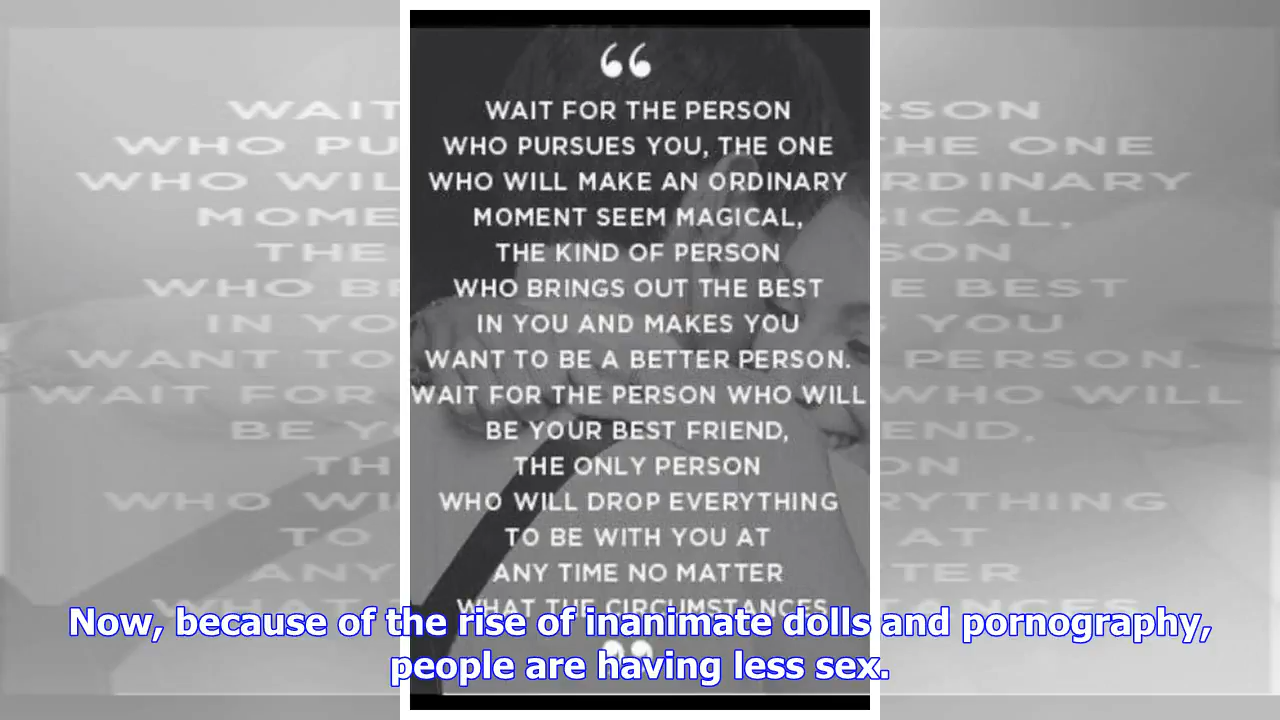 WAIT FOR THE PERSON
WHO PURSUES YOU, THE ONE
WHO WILL MAKE AN ORDINARY
MOMENT SEEM MAGICAL,
THE KIND OF PERSON
WHO BRINGS OUT THE BEST
IN YOU AND MAKES YOU
WANT TO BE A BETTER PERSON.
WAIT FOR THE PERSON WHO WILL
BE YOUR BEST FRIEND,
THE ONLY PERSON
WHO WILL DROP EVERYTHING
TO BE WITH YOU AT
ANY TIME NO MATTER
WHAT THE CIRCUMSTANCES
Now, because of the rise of inanimate dolls and pornography,
people are having less sex.